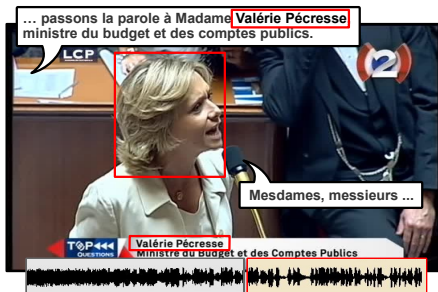 … passons la parole à Madame Valérie Pécresse
ministre du budget et des comptes publics.
LCP
2
Mesdames, messieurs ...
TOP
QUESTIONS
Valérie Pécresse
Ministre du Budget et des Comptes Publics